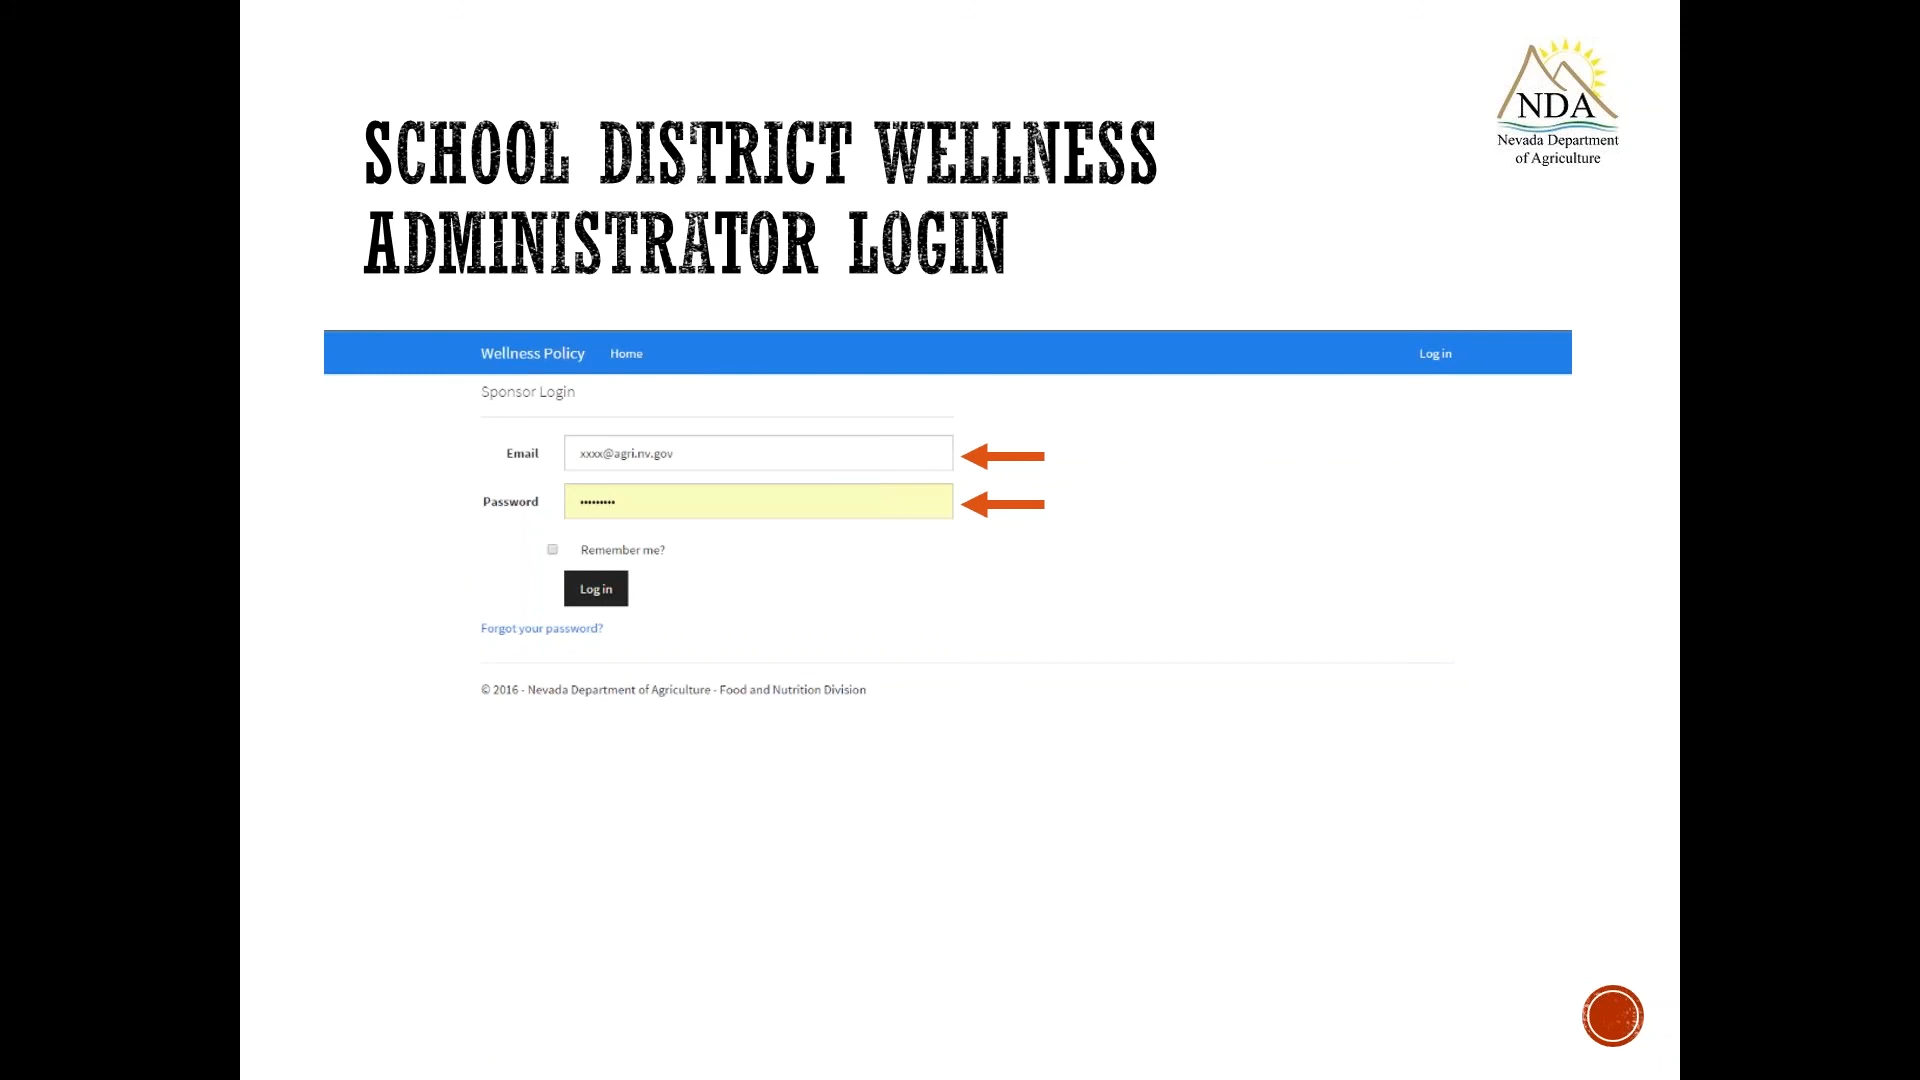 NDA
Nevada Department
of Agriculture
SCHOOL DISTRICT WELLNESS
ADMINISTRATOR LOGIN
Wellness Policy Home Log in
Sponsor Login
Email xxxx@agri.nv.gov
Password •••••••••
Remember me?
Log in
Forgot your password?
© 2016 - Nevada Department of Agriculture - Food and Nutrition Division